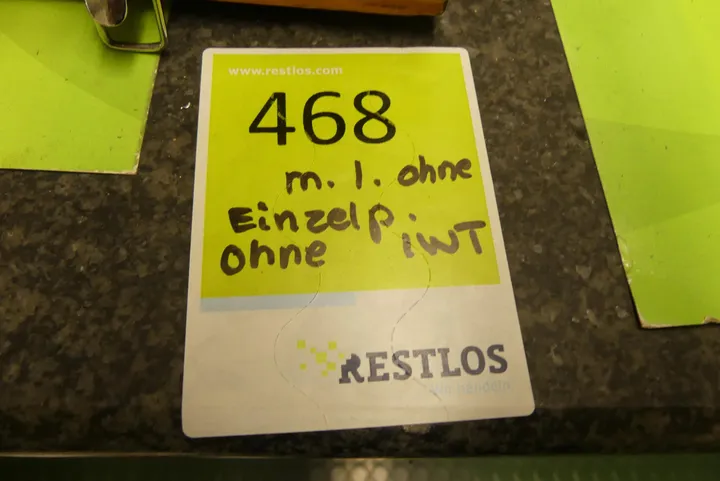 www.restlos.com
468
m. l. ohne
Einzelp.
ohne iWT
RESTLOS